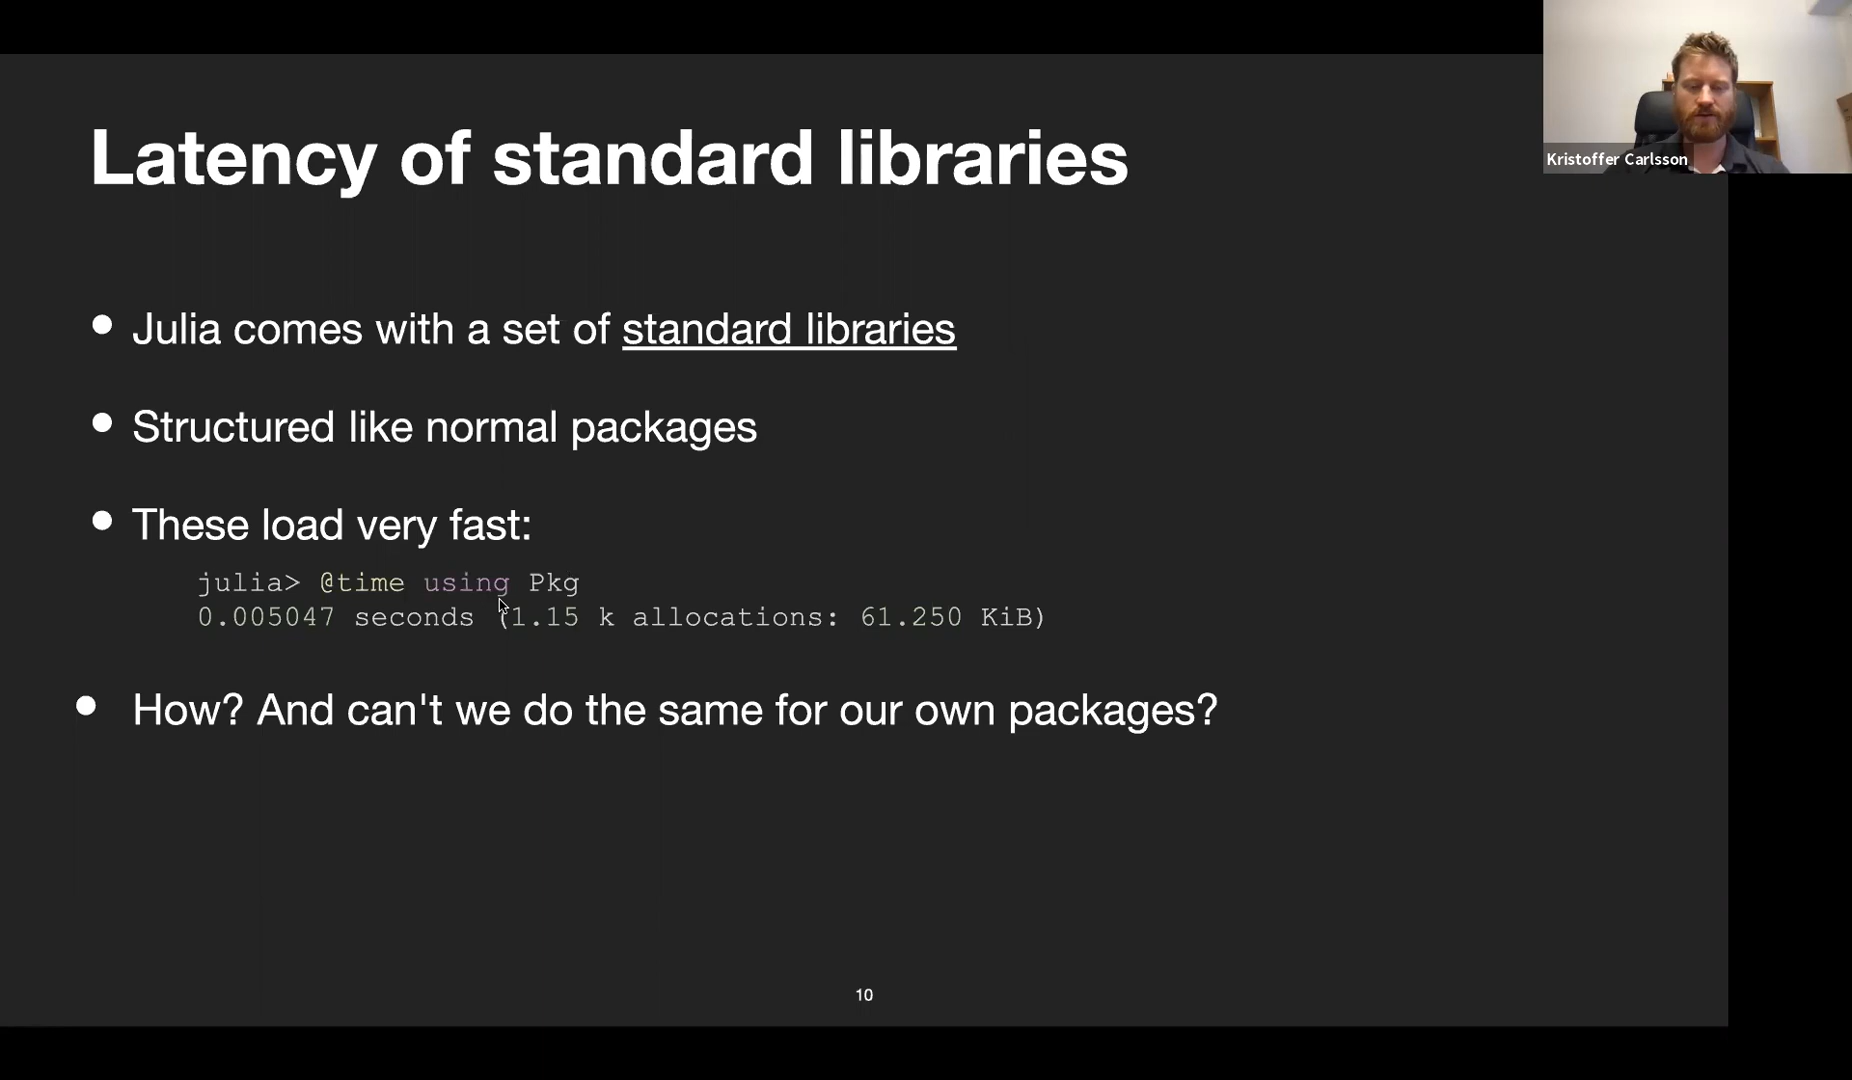 Latency of standard libraries
Kristoffer Carlsson
Julia comes with a set of standard libraries
Structured like normal packages
These load very fast:
julia> @time using Pkg
0.005047 seconds (1.15 k allocations: 61.250 KiB)
How? And can't we do the same for our own packages?
10